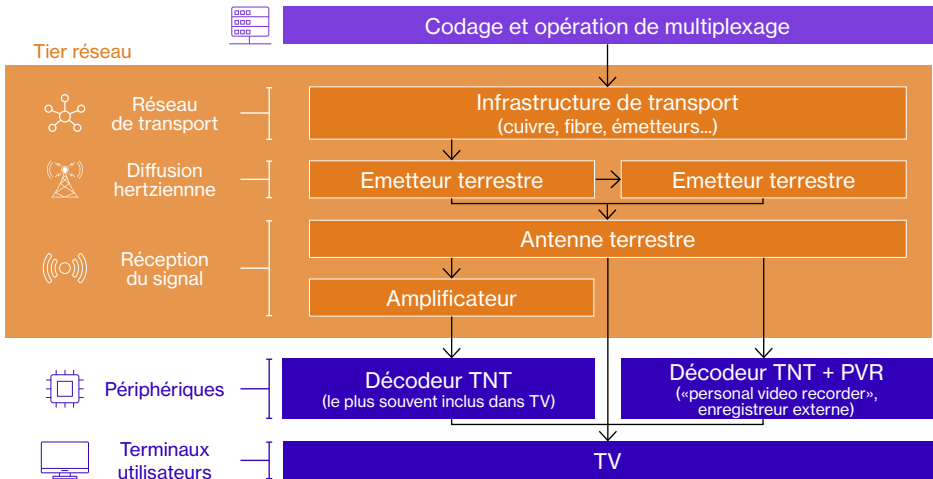 Codage et opération de multiplexage
Tier réseau
Réseau
de transport
Infrastructure de transport
(cuivre, fibre, émetteurs...)
Diffusion
hertziennne
Emetteur terrestre
Emetteur terrestre
Réception
du signal
Antenne terrestre
Amplificateur
Périphériques
Décodeur TNT
(le plus souvent inclus dans TV)
Décodeur TNT + PVR
(«personal video recorder»,
enregistreur externe)
Terminaux
utilisateurs
TV